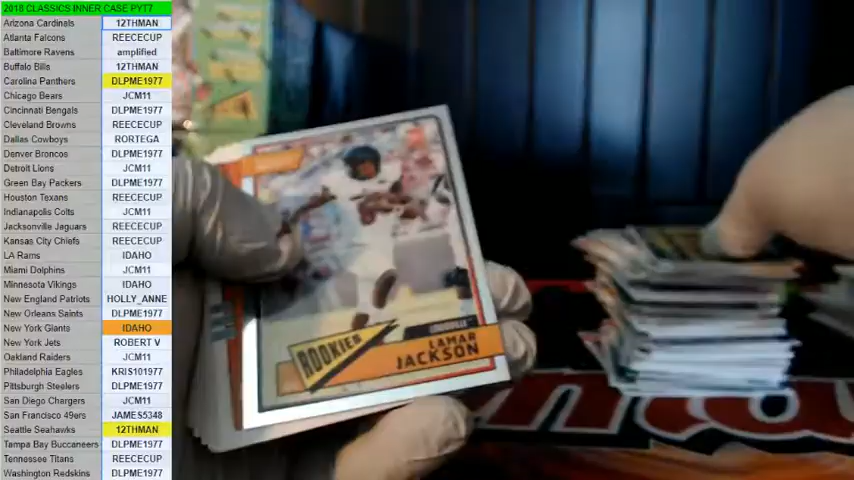 2018 CLASSICS INNER CASE PYT7
Arizona Cardinals 12THMAN
Atlanta Falcons REECECUP
Baltimore Ravens amplified
Buffalo Bills 12THMAN
Carolina Panthers DLPME1977
Chicago Bears JCM11
Cincinnati Bengals DLPME1977
Cleveland Browns REECECUP
Dallas Cowboys RORTEGA
Denver Broncos DLPME1977
Detroit Lions JCM11
Green Bay Packers DLPME1977
Houston Texans REECECUP
Indianapolis Colts JCM11
Jacksonville Jaguars REECECUP
Kansas City Chiefs REECECUP
LA Rams IDAHO
Miami Dolphins JCM11
Minnesota Vikings IDAHO
New England Patriots HOLLY_ANNE
New Orleans Saints DLPME1977
New York Giants IDAHO
New York Jets ROBERT V
Oakland Raiders JCM11
Philadelphia Eagles KRIS101977
Pittsburgh Steelers DLPME1977
San Diego Chargers JCM11
San Francisco 49ers JAMES5348
Seattle Seahawks 12THMAN
Tampa Bay Buccaneers DLPME1977
Tennessee Titans REECECUP
Washington Redskins DLPME1977
ROOKIES
LOUISVILLE
LAMAR
JACKSON